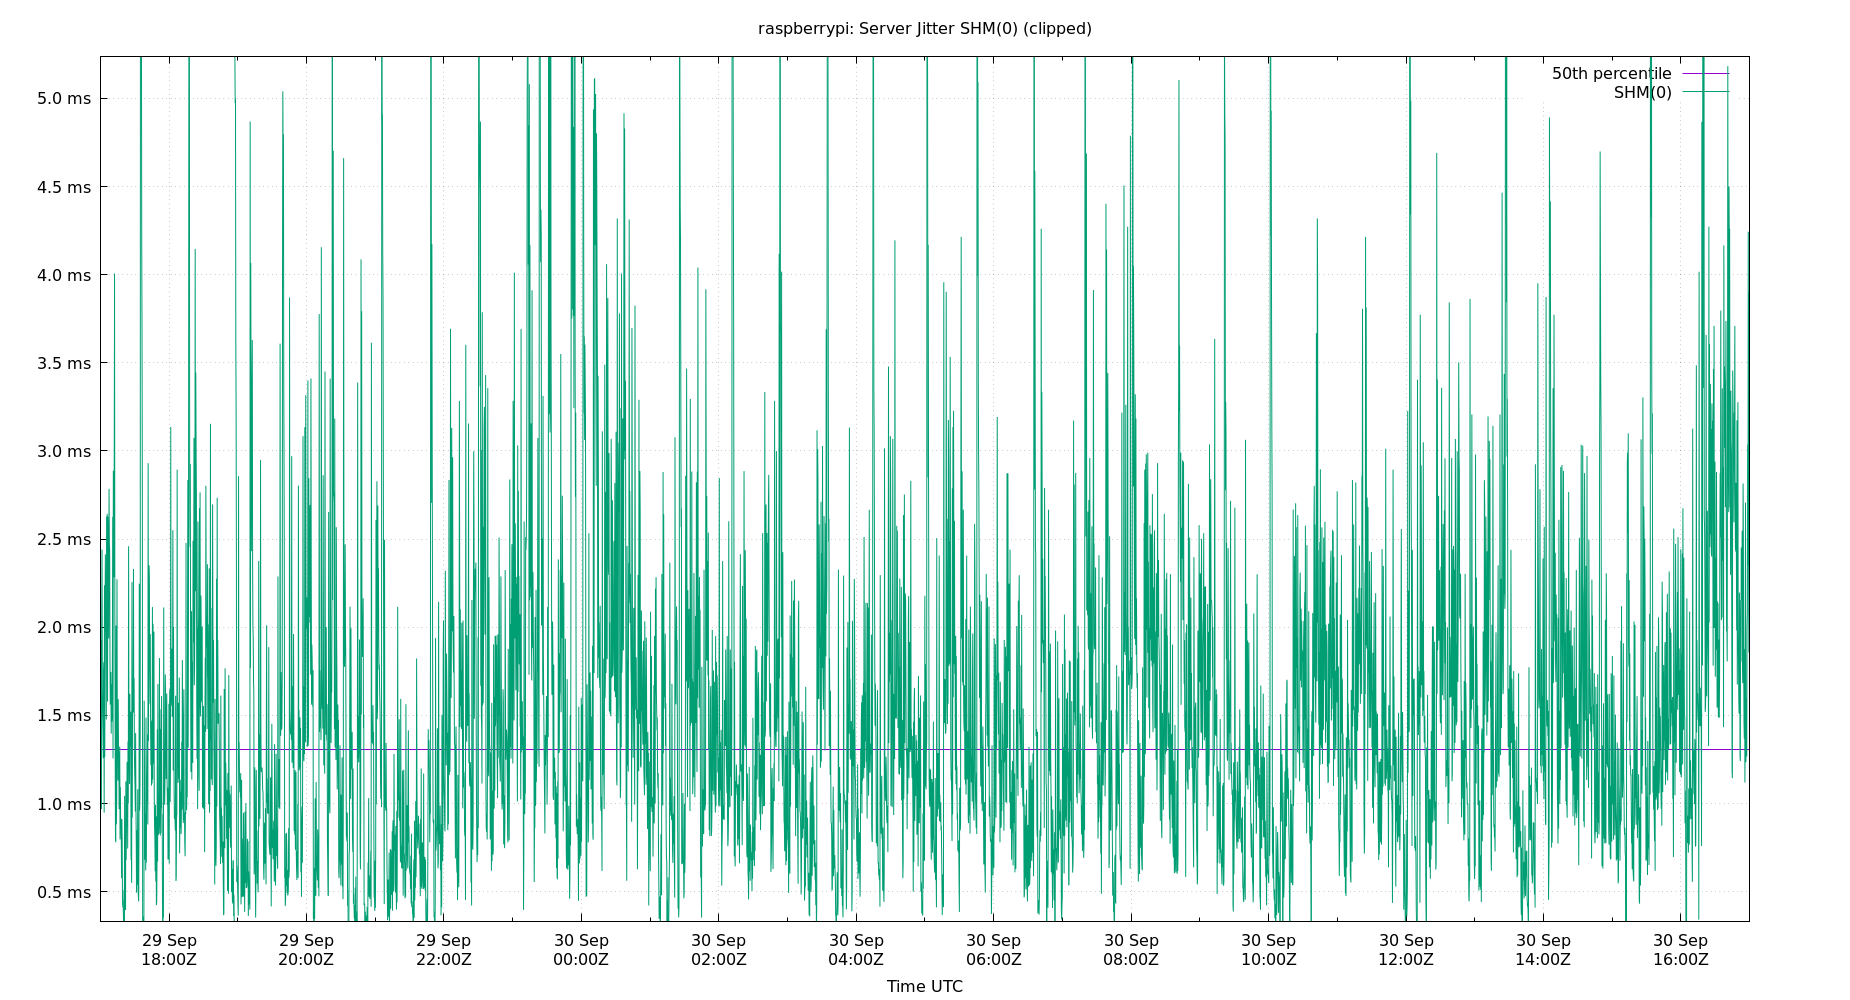 raspberrypi: Server Jitter SHM(0) (clipped)
50th percentile
SHM(0)
5.0 ms
4.5 ms
4.0 ms
3.5 ms
3.0 ms
2.5 ms
2.0 ms
1.5 ms
1.0 ms
0.5 ms
29 Sep 29 Sep 29 Sep 30 Sep 30 Sep 30 Sep 30 Sep 30 Sep 30 Sep 30 Sep 30 Sep 30 Sep
18:00Z 20:00Z 22:00Z 00:00Z 02:00Z 04:00Z 06:00Z 08:00Z 10:00Z 12:00Z 14:00Z 16:00Z
Time UTC